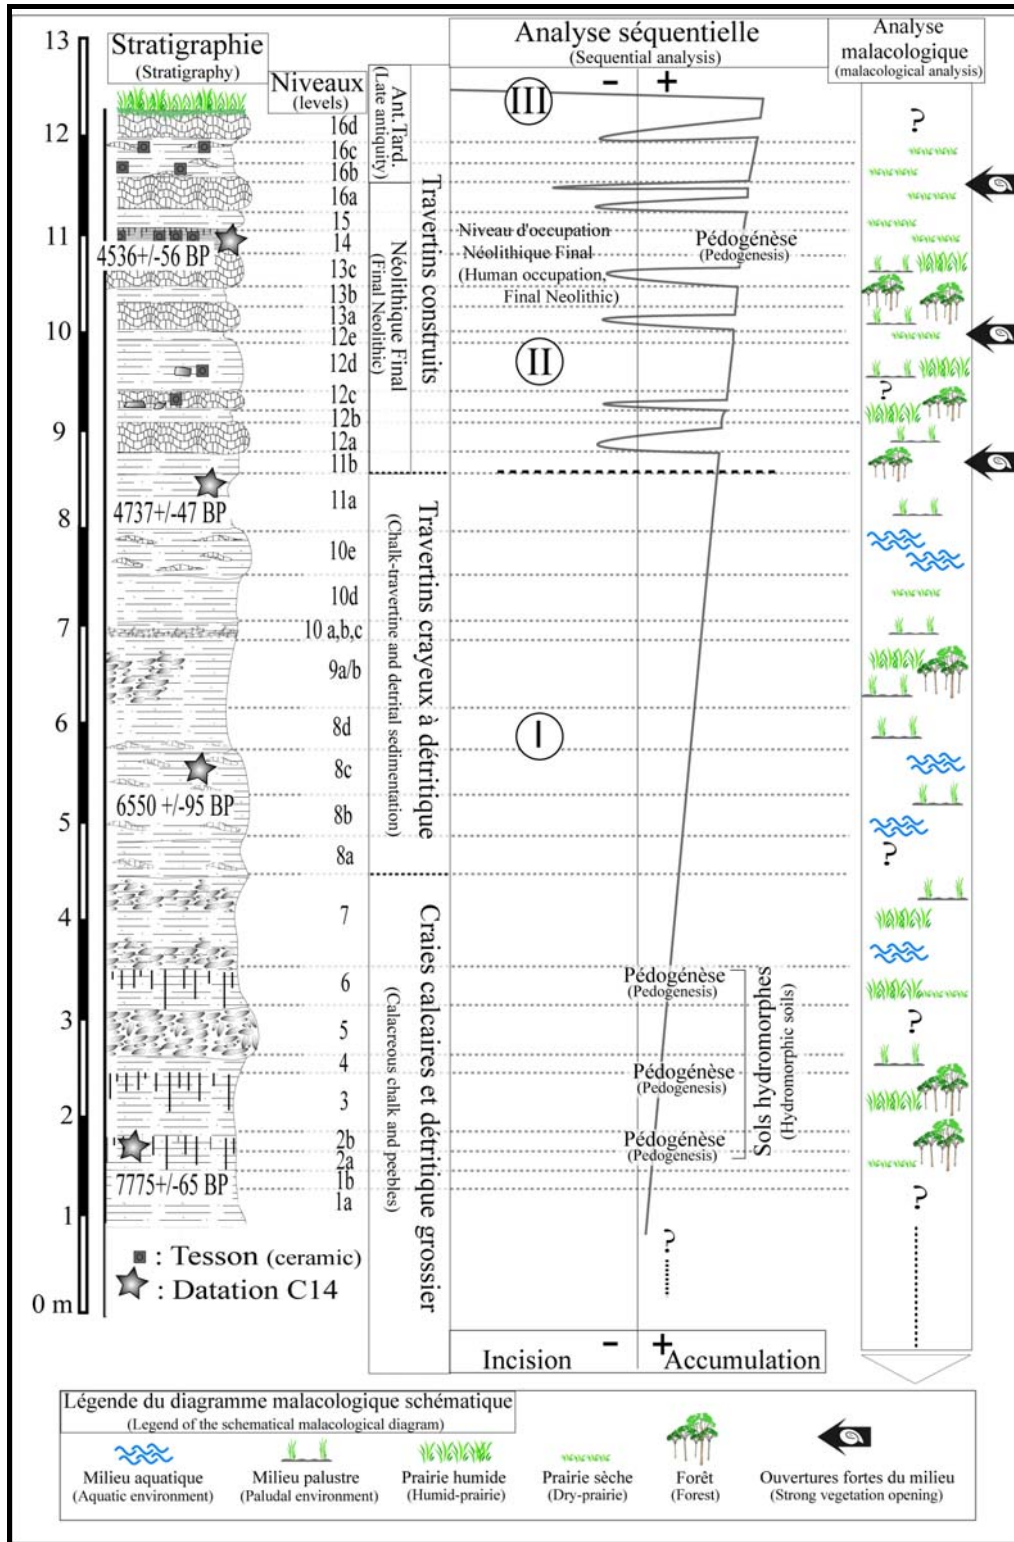 Stratigraphie
(Stratigraphy)
Niveaux
(levels)
Analyse séquentielle
(Sequential analysis)
- +
Analyse
malacologique
(malacological analysis)
13
12
11
10
9
8
7
6
5
4
3
2
1
0 m
4536+/-56 BP
4737+/-47 BP
6550 +/-95 BP
7775+/-65 BP
: Tesson (ceramic)
: Datation C14
16d
16c
16b
16a
15
14
13c
13b
13a
12e
12d
12c
12b
12a
11b
11a
10e
10d
10 a,b,c
9a/b
8d
8c
8b
8a
7
6
5
4
3
2b
2a
1b
1a
Ant.Tard.
(Late antiquity)
Néolithique Final
(Final Neolithic)
Travertins construits
Travertins crayeux à détritique
(Chalk-travertine and detrital sedimentation)
Craies calcaires et détritique grossier
(Calacreous chalk and peebles)
III
Niveau d'occupation
Néolithique Final
(Human occupation,
Final Neolithic)
Pédogénèse
(Pedogenesis)
II
I
Pédogénèse
(Pedogenesis)
Pédogénèse
(Pedogenesis)
Pédogénèse
(Pedogenesis)
Sols hydromorphes
(Hydromorphic soils)
?
- +
Incision Accumulation
?
?
?
?
?
Légende du diagramme malacologique schématique
(Legend of the schematical malacological diagram)
Milieu aquatique
(Aquatic environment)
Milieu palustre
(Paludal environment)
Prairie humide
(Humid-prairie)
Prairie sèche
(Dry-prairie)
Forêt
(Forest)
Ouvertures fortes du milieu
(Strong vegetation opening)